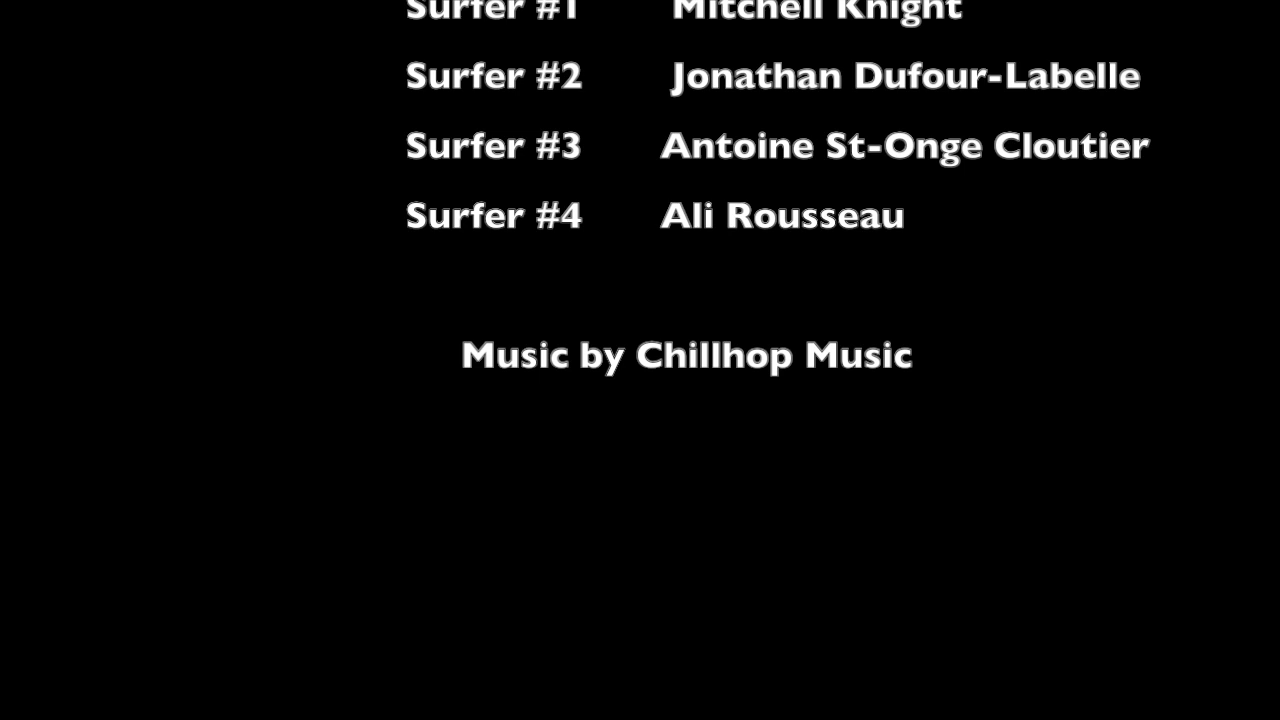 Surfer #1 Mitchell Knight
Surfer #2 Jonathan Dufour-Labelle
Surfer #3 Antoine St-Onge Cloutier
Surfer #4 Ali Rousseau
Music by Chillhop Music